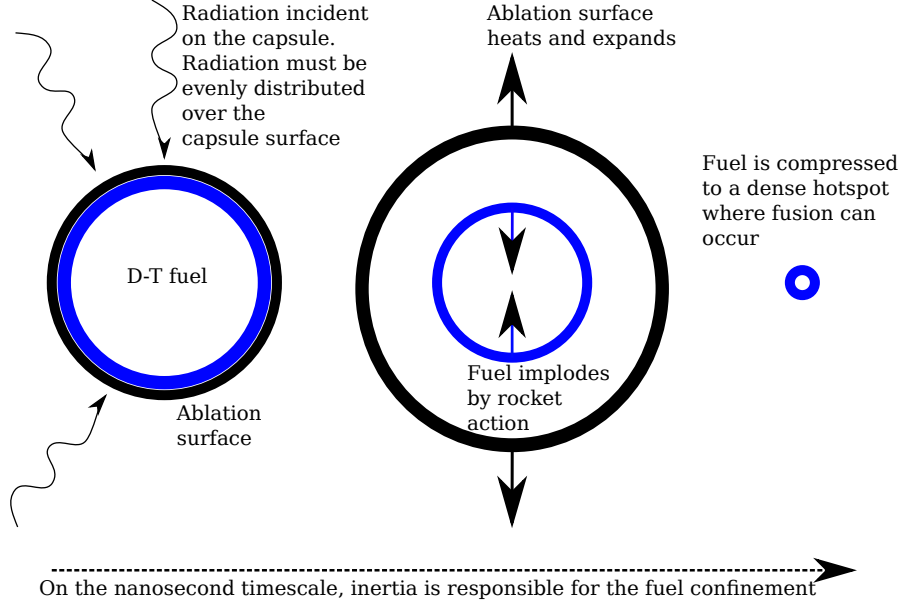 Radiation incident
on the capsule.
Radiation must be
evenly distributed
over the
capsule surface
D-T fuel
Ablation
surface
Ablation surface
heats and expands
Fuel implodes
by rocket
action
Fuel is compressed
to a dense hotspot
where fusion can
occur
On the nanosecond timescale, inertia is responsible for the fuel confinement